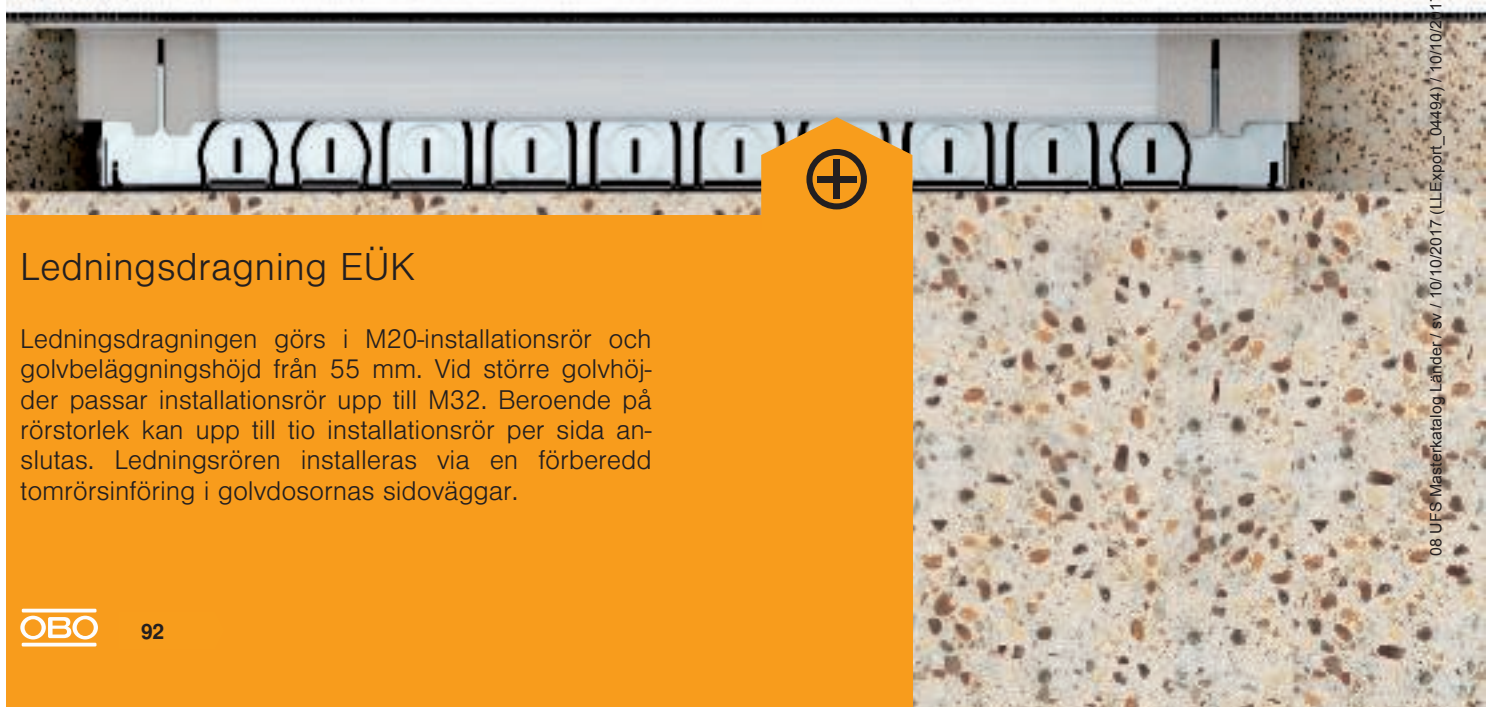 Ledningsdragning EÜK
Ledningsdragningen görs i M20-installationsrör och
golvbeläggningshöjd från 55 mm. Vid större golvhöj-
der passar installationsrör upp till M32. Beroende på
rörstorlek kan upp till tio installationsrör per sida an-
slutas. Ledningsrören installeras via en förberedd
tomrörsinföring i golvdosornas sidoväggar.
OBO
92
08 UFS Masterkatalog Länder / sv / 10/10/2017 (LLExport_04494) / 10/10/2017